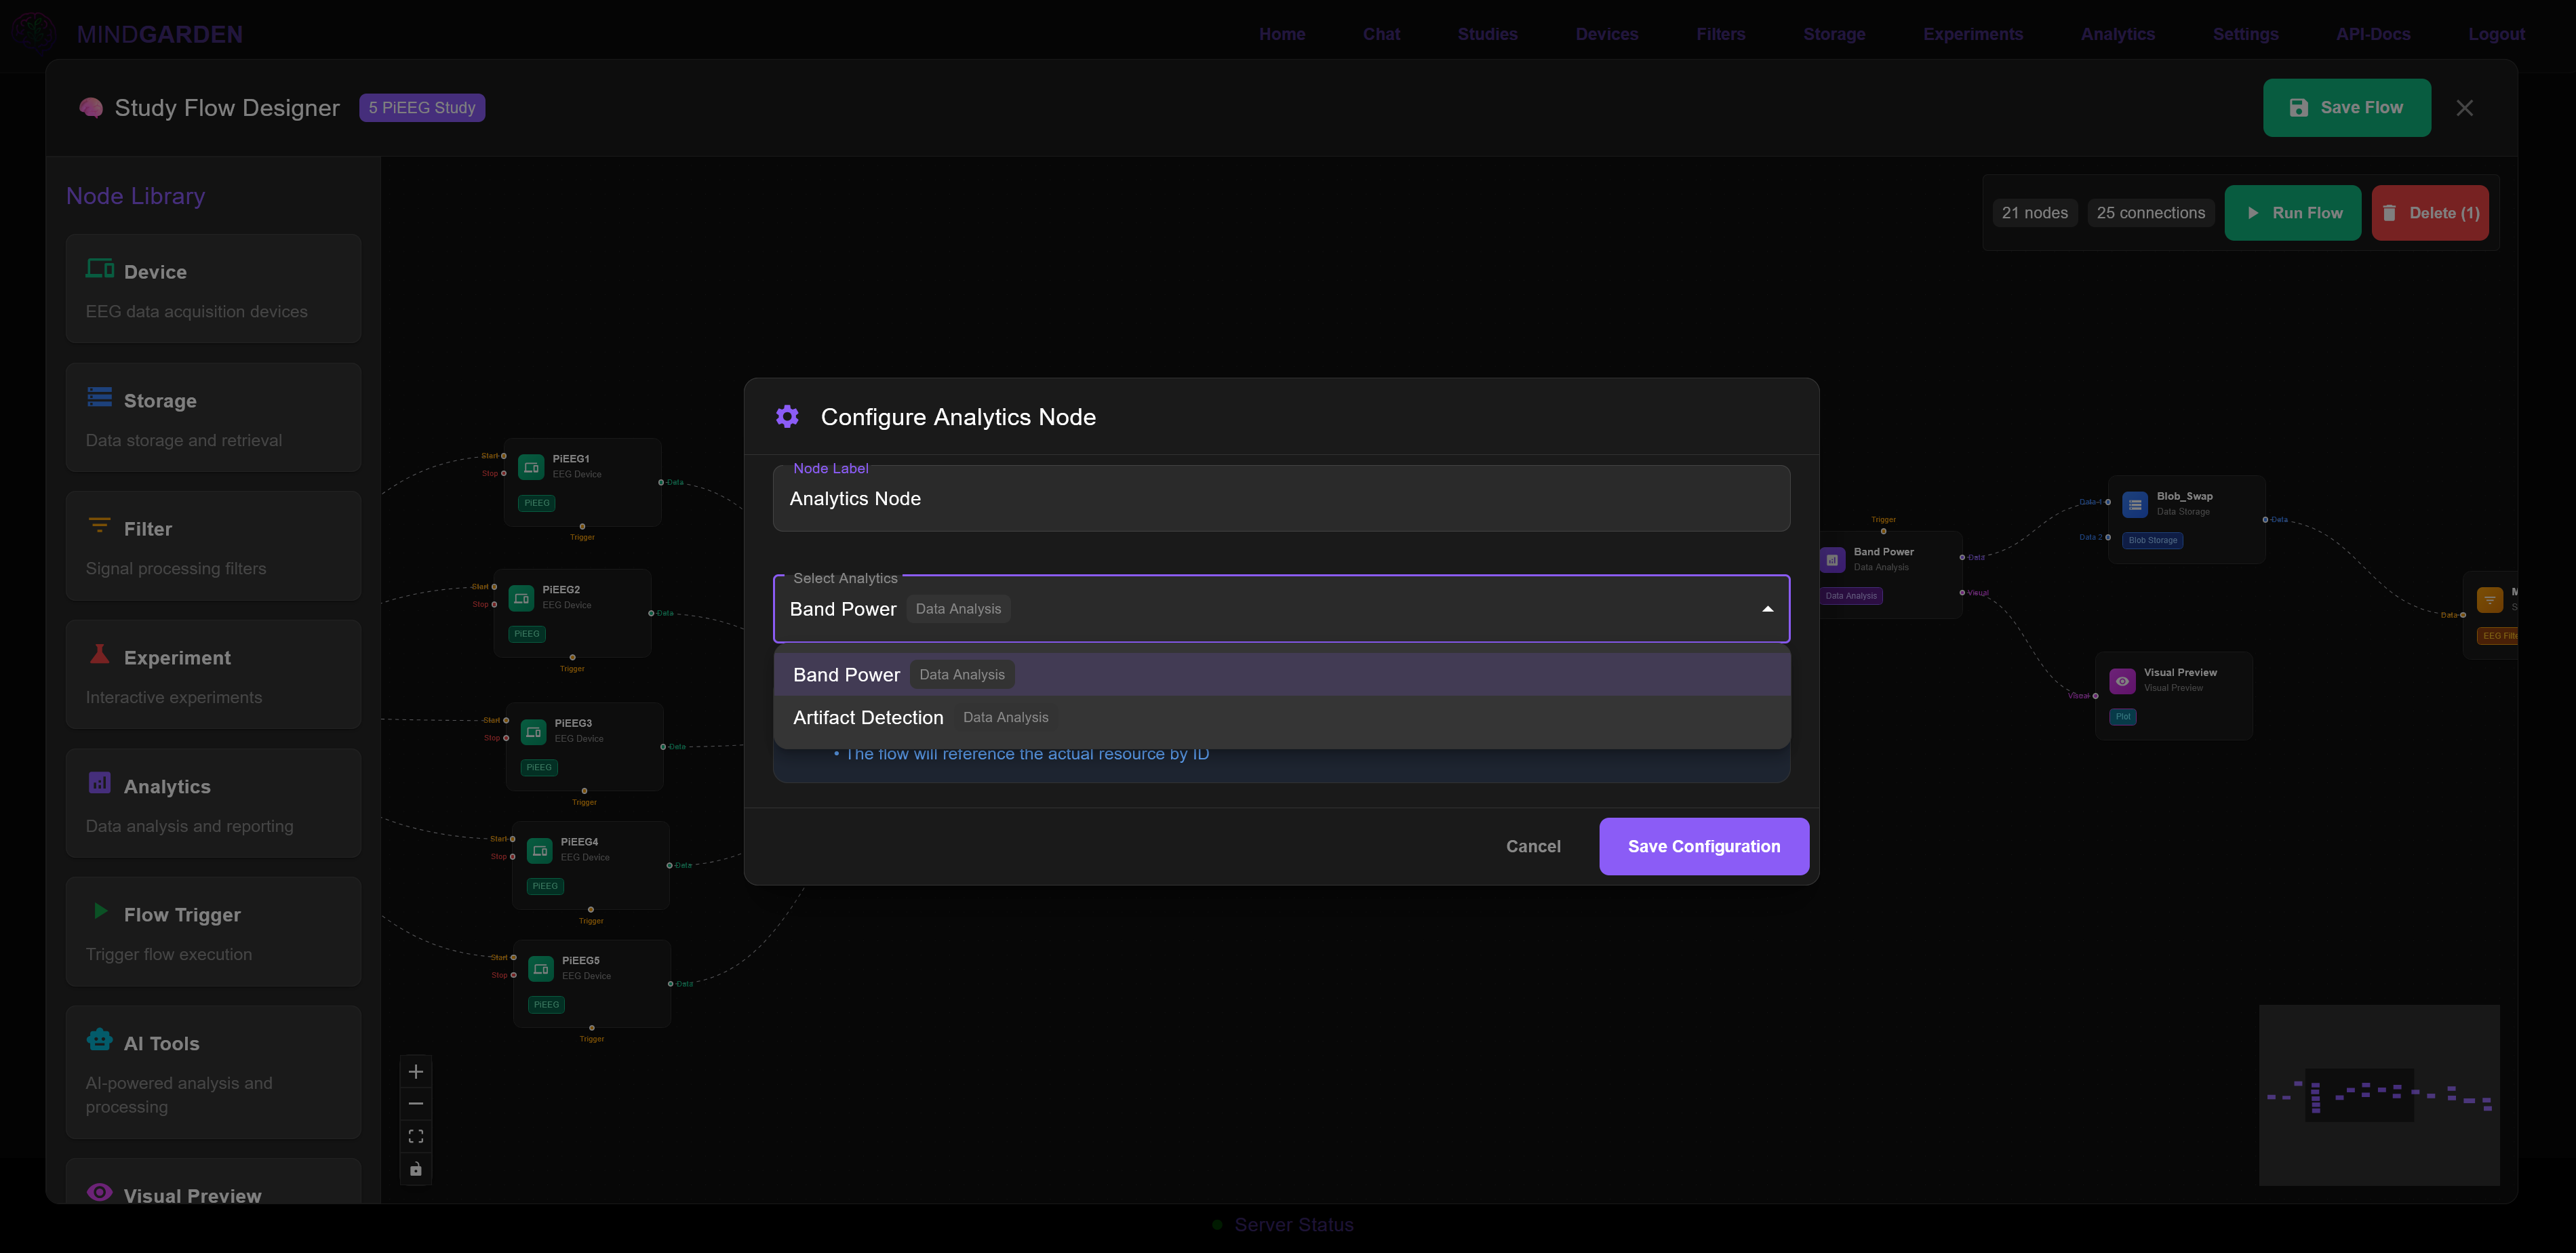 MINDGARDEN
Home Chat Studies Devices Filters Storage Experiments Analytics Settings API-Docs Logout
Study Flow Designer 5 PiEEG Study
Save Flow
Node Library
Device
EEG data acquisition devices
Storage
Data storage and retrieval
Filter
Signal processing filters
Experiment
Interactive experiments
Analytics
Data analysis and reporting
Flow Trigger
Trigger flow execution
AI Tools
AI-powered analysis and
processing
Visual Preview
21 nodes 25 connections Run Flow Delete (1)
Start
Stop
PiEEG1
EEG Device
PiEEG
Data
Trigger
Start
Stop
PiEEG2
EEG Device
PiEEG
Data
Trigger
Start
Stop
PiEEG3
EEG Device
PiEEG
Data
Trigger
Start
Stop
PiEEG4
EEG Device
PiEEG
Data
Trigger
Start
Stop
PiEEG5
EEG Device
PiEEG
Data
Trigger
Configure Analytics Node
Node Label
Analytics Node
Select Analytics
Band Power Data Analysis
Band Power Data Analysis
Artifact Detection Data Analysis
• The flow will reference the actual resource by ID
Cancel Save Configuration
Trigger
Band Power
Data Analysis
Data Analysis
Data
Visual
Data 1
Data 2
Blob_Swap
Data Storage
Blob Storage
Data
Visual
Visual Preview
Visual Preview
Plot
Data
M
S
EEG Filte
Server Status